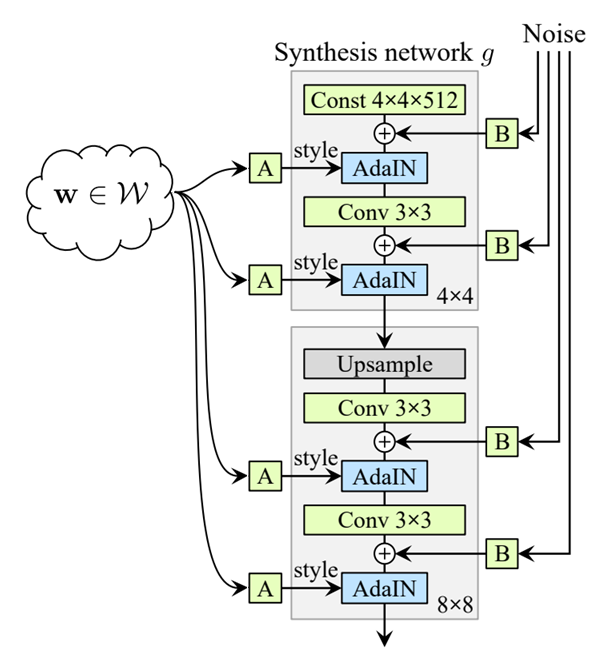 Noise
Synthesis network g
Const 4×4×512
B
style
A
AdaIN
w ∈ W
Conv 3×3
B
style
A
AdaIN
4×4
Upsample
Conv 3×3
B
style
A
AdaIN
Conv 3×3
B
style
A
AdaIN
8×8